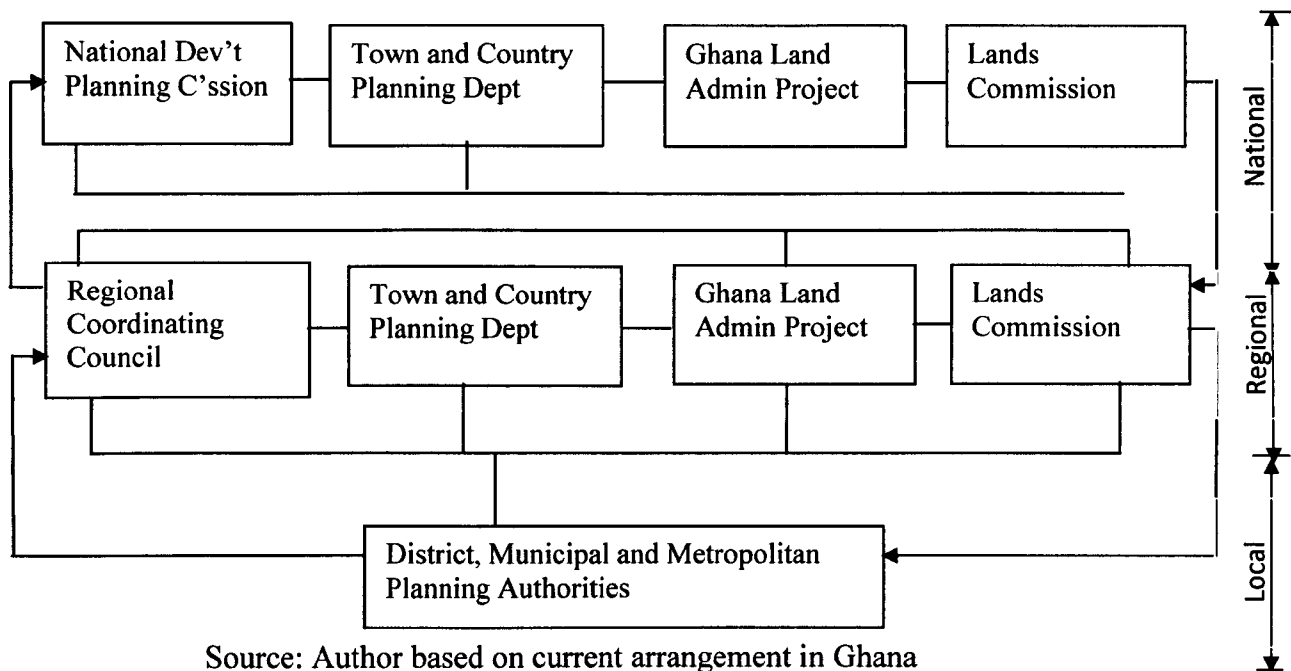 National Dev't
Planning C'ssion
Town and Country
Planning Dept
Ghana Land
Admin Project
Lands
Commission
National
Regional
Coordinating
Council
Town and Country
Planning Dept
Ghana Land
Admin Project
Lands
Commission
Regional
District, Municipal and Metropolitan
Planning Authorities
Local
Source: Author based on current arrangement in Ghana